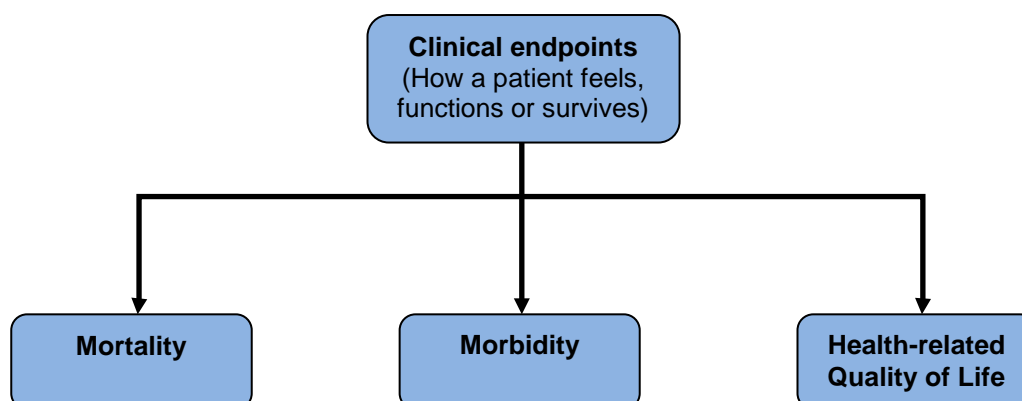 Clinical endpoints
(How a patient feels,
functions or survives)
Mortality
Morbidity
Health-related
Quality of Life